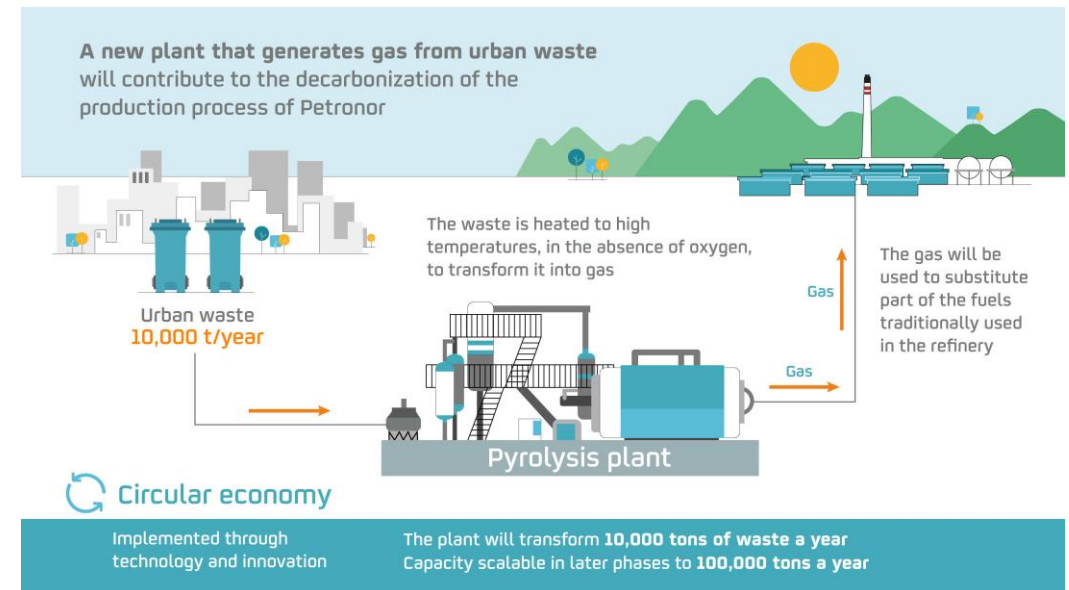 A new plant that generates gas from urban waste
will contribute to the decarbonization of the
production process of Petronor
The waste is heated to high
temperatures, in the absence of oxygen,
to transform it into gas
The gas will be
used to substitute
part of the fuels
traditionally used
in the refinery
Gas
Urban waste
10,000 t/year
Gas
Pyrolysis plant
Circular economy
Implemented through
technology and innovation
The plant will transform 10,000 tons of waste a year
Capacity scalable in later phases to 100,000 tons a year